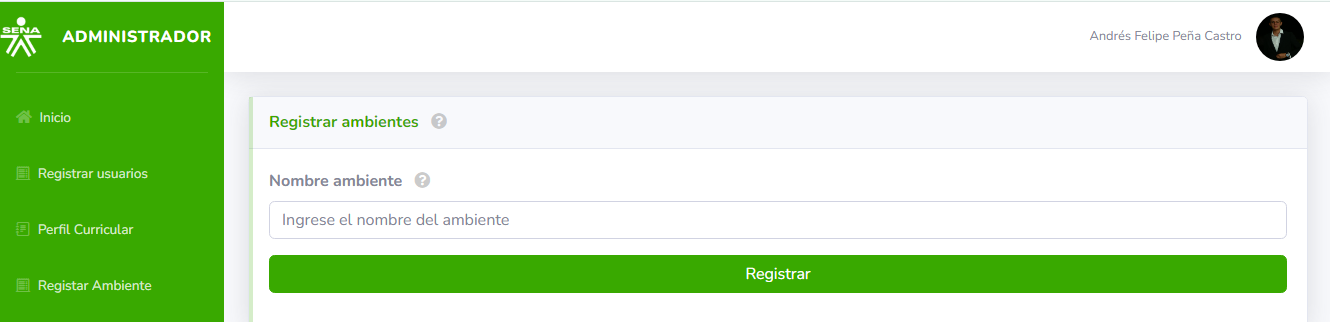 SENA
ADMINISTRADOR
Andrés Felipe Peña Castro
Inicio
Registrar usuarios
Perfil Curricular
Registar Ambiente
Registrar ambientes ?
Nombre ambiente ?
Ingrese el nombre del ambiente
Registrar